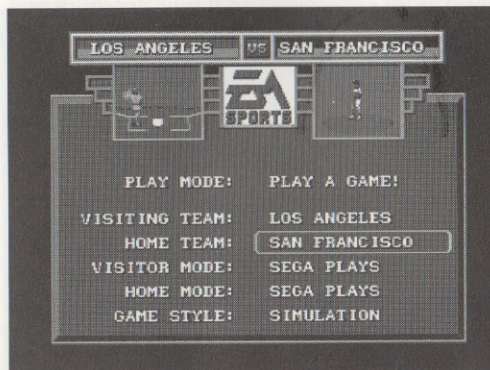 LOS ANGELES VS SAN FRANCISCO
EA
SPORTS
PLAY MODE: PLAY A GAME!
VISITING TEAM: LOS ANGELES
HOME TEAM: SAN FRANCISCO
VISITOR MODE: SEGA PLAYS
HOME MODE: SEGA PLAYS
GAME STYLE: SIMULATION